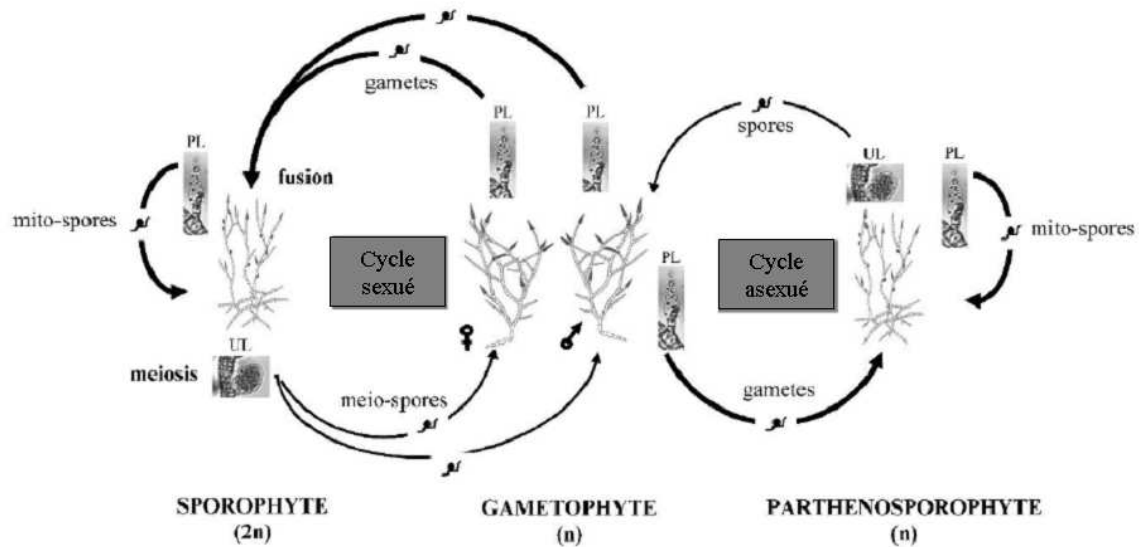 gametes
PL
PL
spores
PL
UL
PL
fusion
mito-spores
mito-spores
Cycle
sexué
PL
Cycle
asexué
UL
meiosis
meio-spores
gametes
SPOROPHYTE
(2n)
GAMETOPHYTE
(n)
PARTHENOSPOROPHYTE
(n)